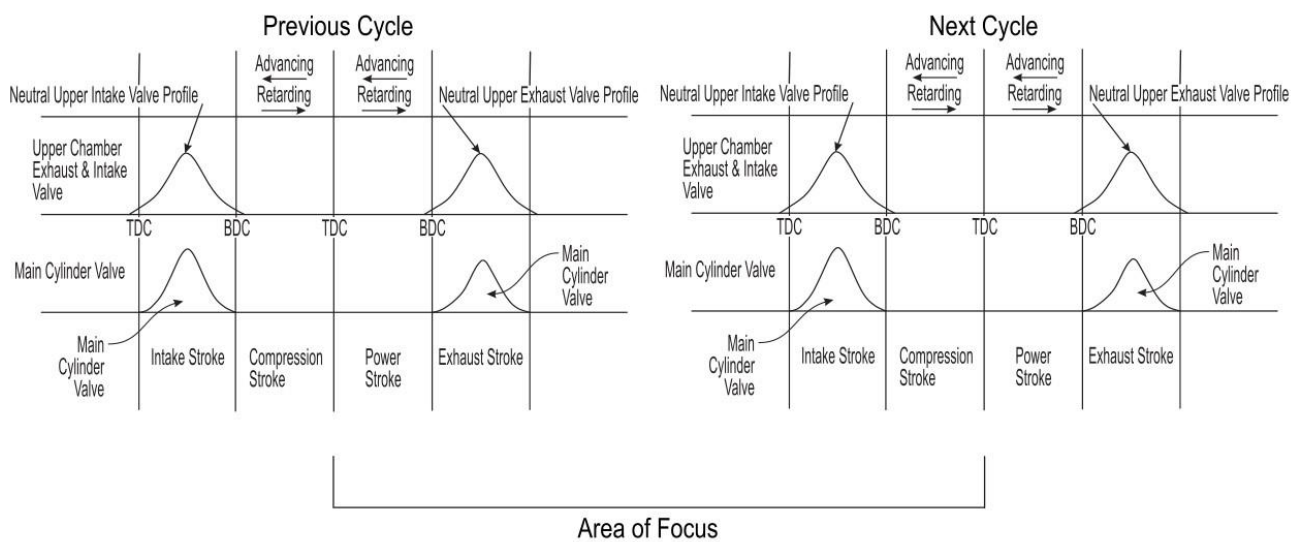 Previous Cycle
Advancing
Advancing
Retarding
Retarding
Neutral Upper Intake Valve Profile
Neutral Upper Exhaust Valve Profile
Upper Chamber
Exhaust & Intake
Valve
TDC
BDC
TDC
BDC
Main Cylinder Valve
Main
Cylinder
Valve
Main
Cylinder
Valve
Intake Stroke
Compression
Stroke
Power
Stroke
Exhaust Stroke
Next Cycle
Advancing
Advancing
Retarding
Retarding
Neutral Upper Intake Valve Profile
Neutral Upper Exhaust Valve Profile
Upper Chamber
Exhaust & Intake
Valve
TDC
BDC
TDC
BDC
Main Cylinder Valve
Main
Cylinder
Valve
Main
Cylinder
Valve
Intake Stroke
Compression
Stroke
Power
Stroke
Exhaust Stroke
Area of Focus